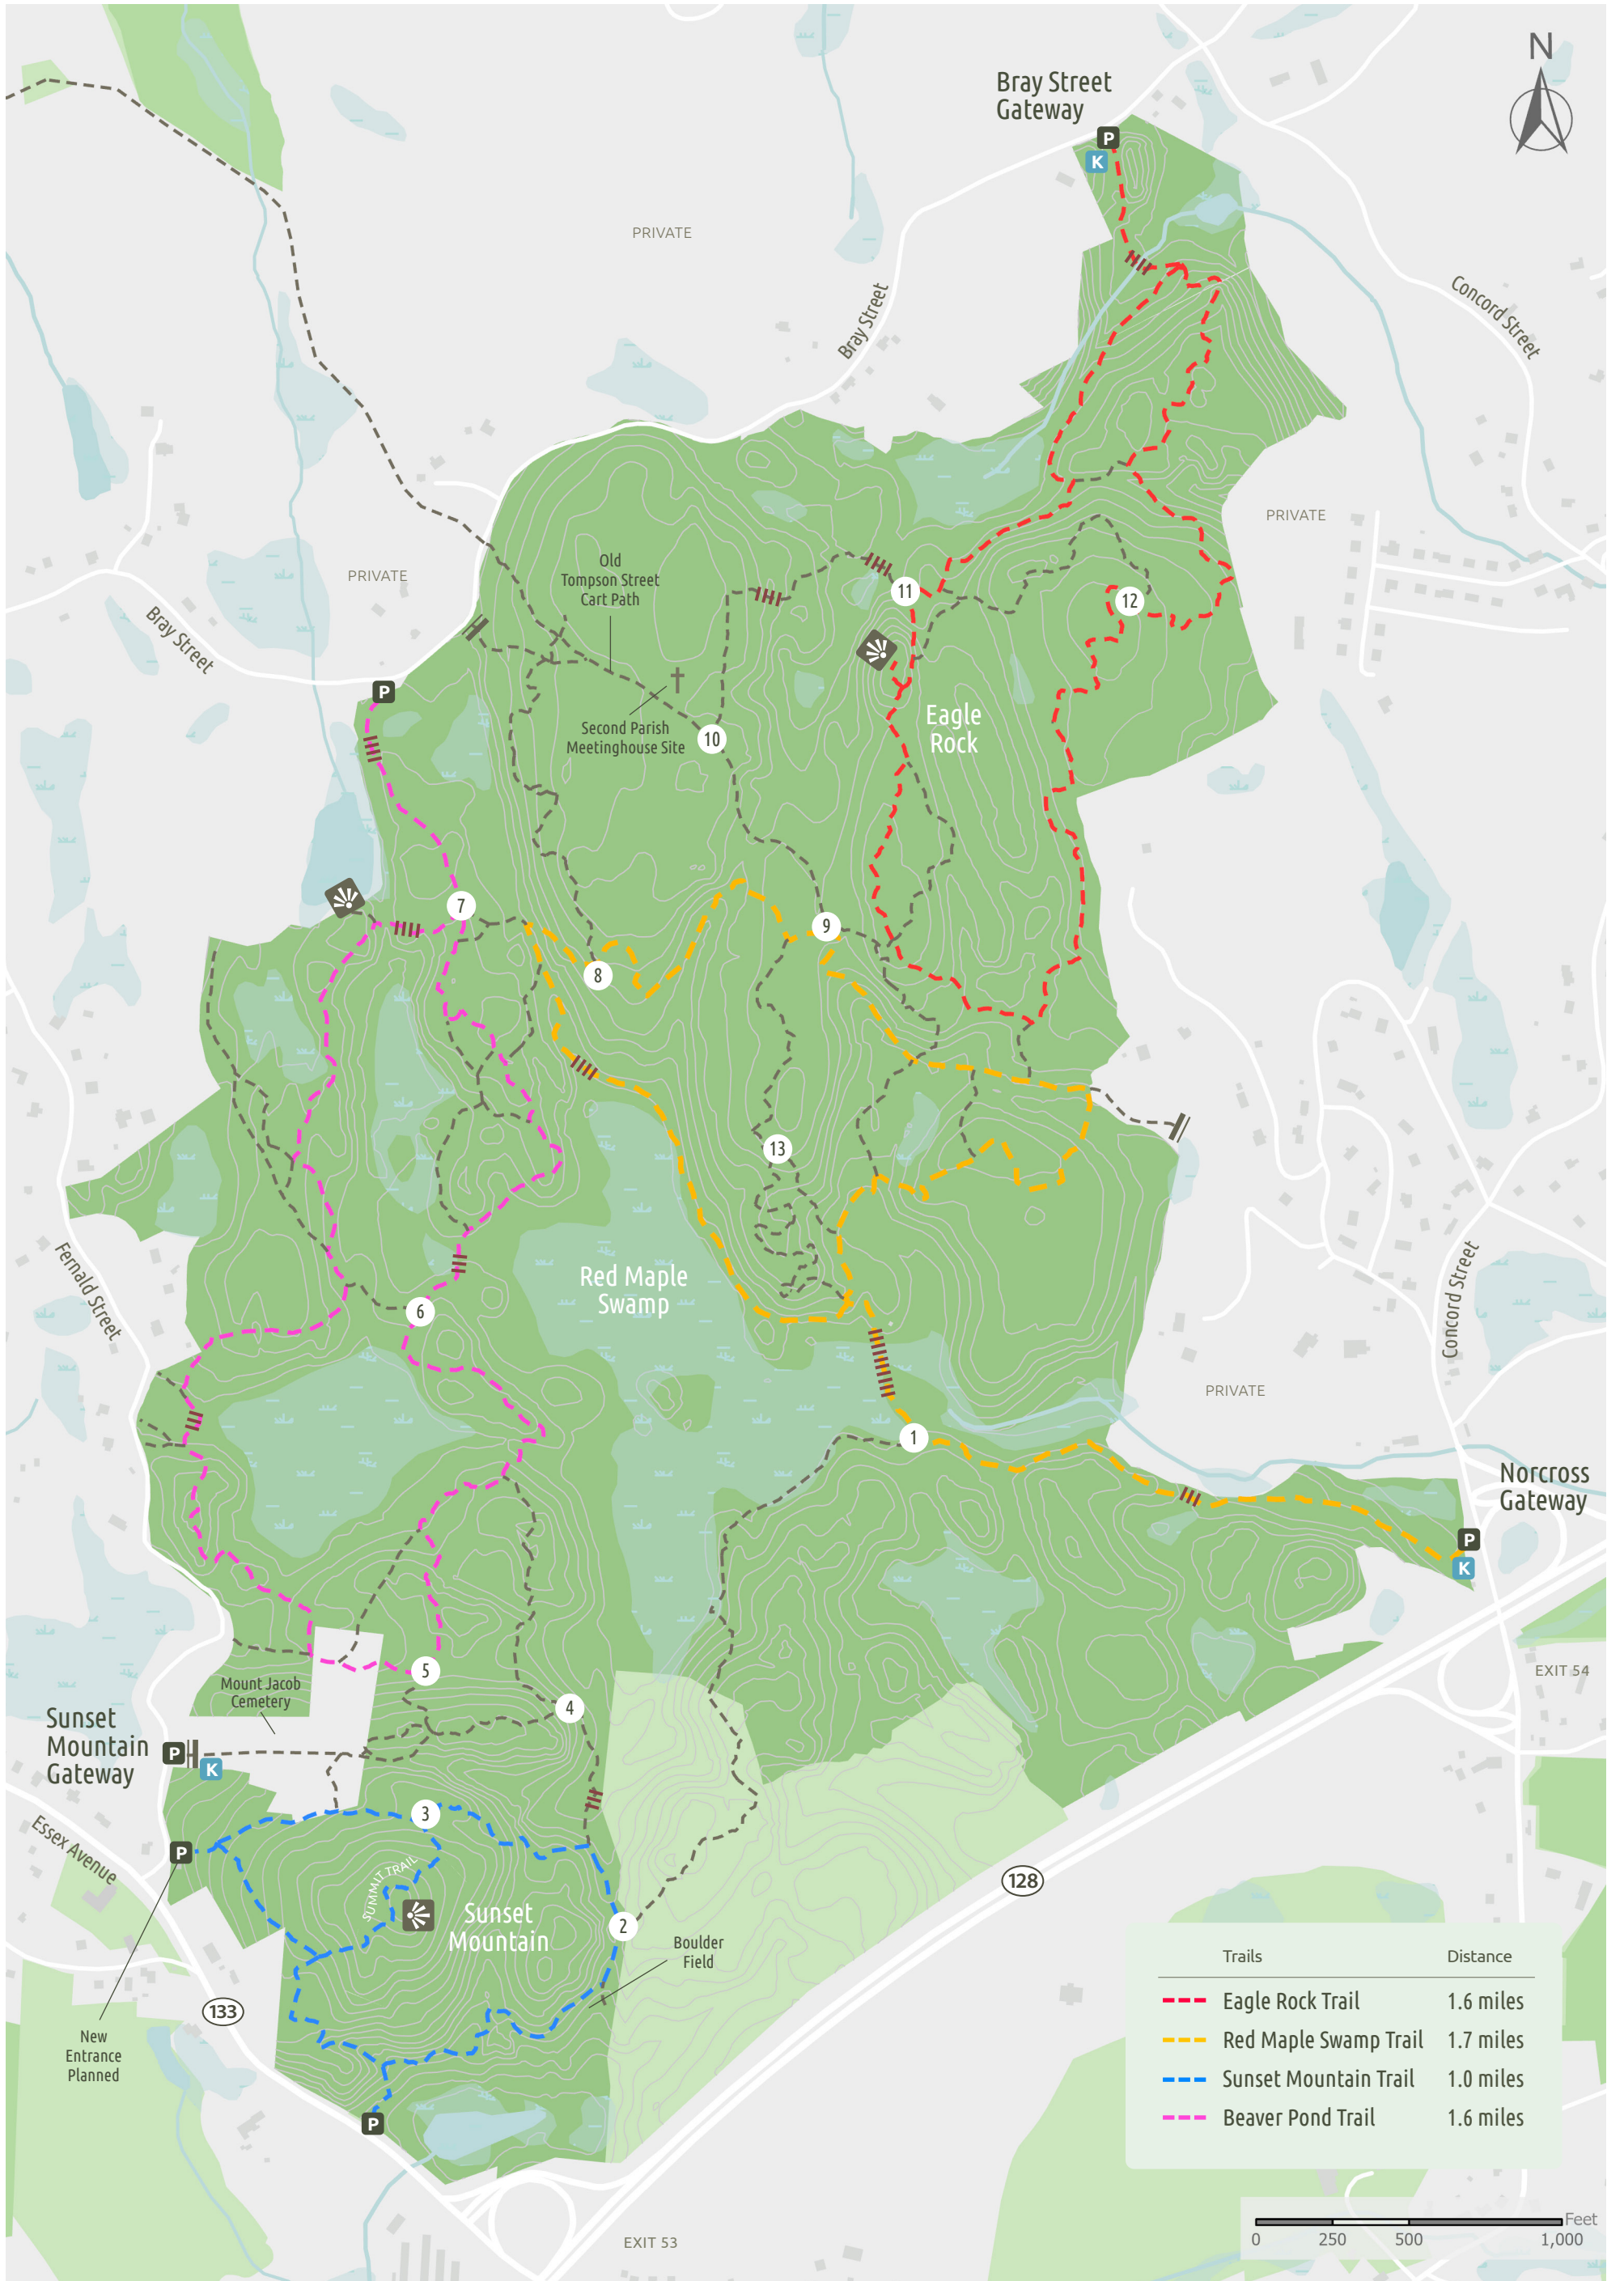 N
Bray Street
Gateway
P
K
PRIVATE
Concord Street
Bray Street
PRIVATE
PRIVATE
Old
Tompson Street
Cart Path
11
12
Bray Street
P
Second Parish
Meetinghouse Site
10
Eagle
Rock
7
9
8
13
Fernald Street
Red Maple
Swamp
6
Concord Street
PRIVATE
1
Norcross
Gateway
P
K
5
EXIT 54
Mount Jacob
Cemetery
4
Sunset
Mountain
Gateway
P
K
3
Essex Avenue
P
SUMMIT TRAIL
128
Sunset
Mountain
2
Boulder
Field
133
New
Entrance
Planned
P
Trails Distance
Eagle Rock Trail 1.6 miles
Red Maple Swamp Trail 1.7 miles
Sunset Mountain Trail 1.0 miles
Beaver Pond Trail 1.6 miles
EXIT 53
Feet
0 250 500 1,000